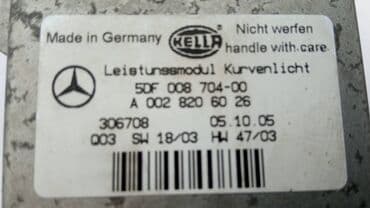 Made in Germany HELLA Nicht werfen
handle with care.
Leistungsmodul Kurvenlicht
5DF 008 704-00
A 002 820 60 26
306708 05.10.05
Q03 SW 18/03 HW 47/03